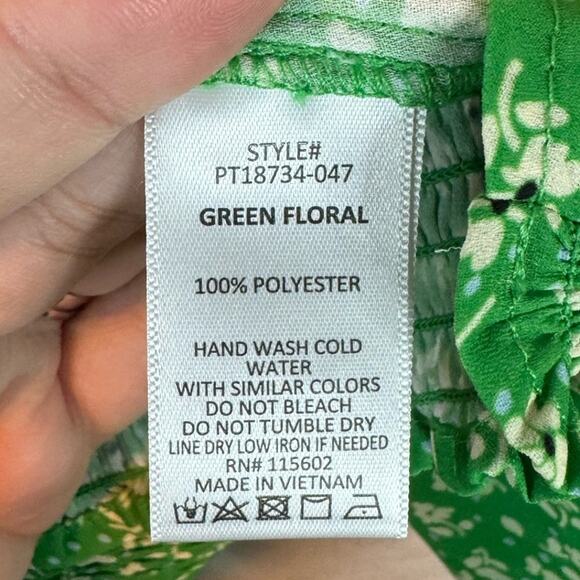 STYLE#
PT18734-047
GREEN FLORAL
100% POLYESTER
HAND WASH COLD
WATER
WITH SIMILAR COLORS
DO NOT BLEACH
DO NOT TUMBLE DRY
LINE DRY LOW IRON IF NEEDED
RN# 115602
MADE IN VIETNAM